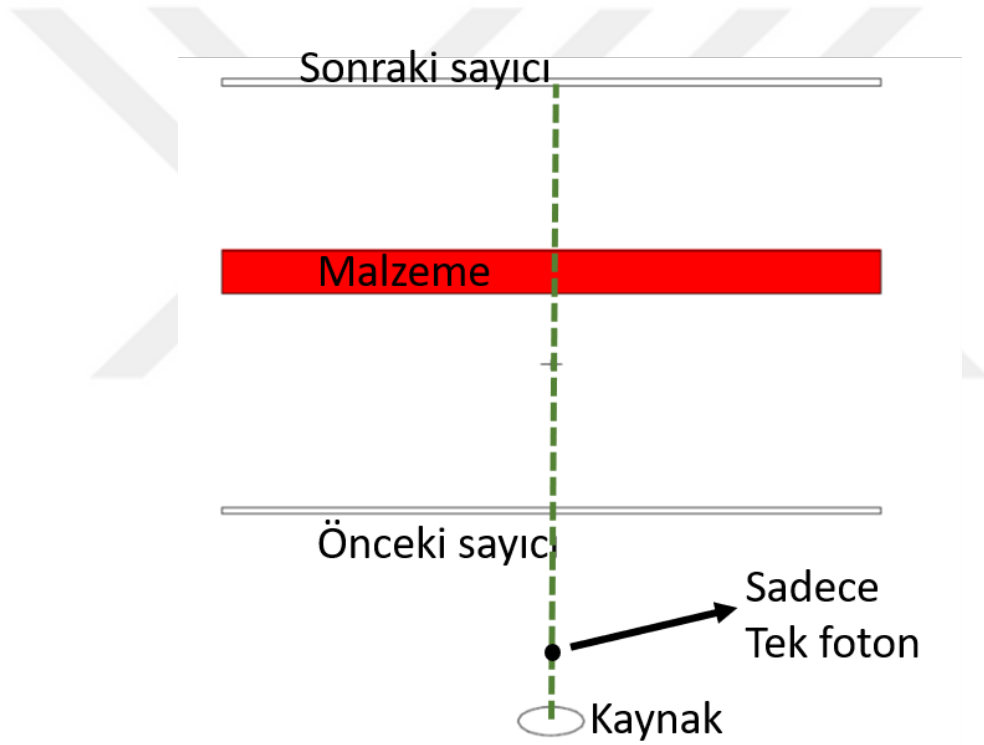 Sonraki sayıcı
Malzeme
Önceki sayıcı
Sadece
Tek foton
Kaynak